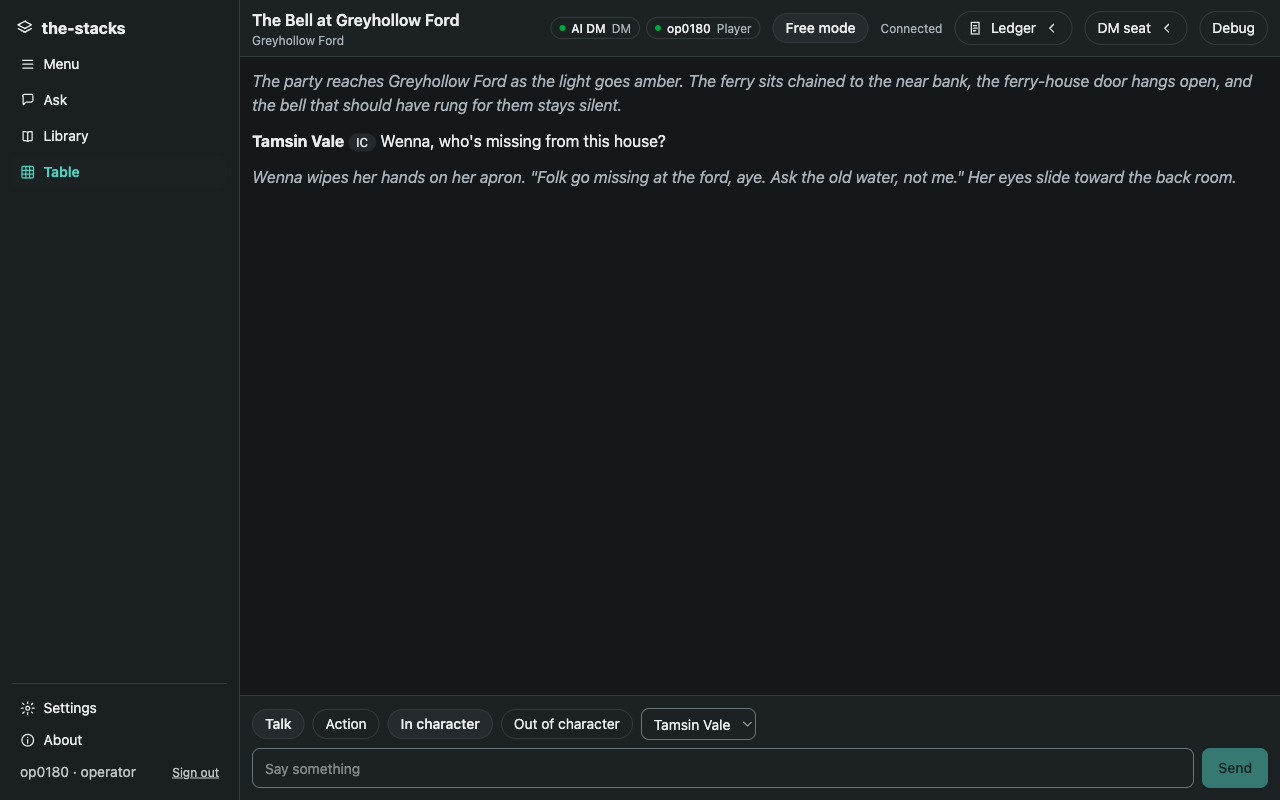 the-stacks
Menu
Ask
Library
Table
Settings
About
op0180 · operator
Sign out
The Bell at Greyhollow Ford
Greyhollow Ford
AI DM DM
op0180 Player
Free mode
Connected
Ledger
DM seat
Debug
The party reaches Greyhollow Ford as the light goes amber. The ferry sits chained to the near bank, the ferry-house door hangs open, and
the bell that should have rung for them stays silent.
Tamsin Vale IC Wenna, who's missing from this house?
Wenna wipes her hands on her apron. "Folk go missing at the ford, aye. Ask the old water, not me." Her eyes slide toward the back room.
Talk
Action
In character
Out of character
Tamsin Vale
Say something
Send